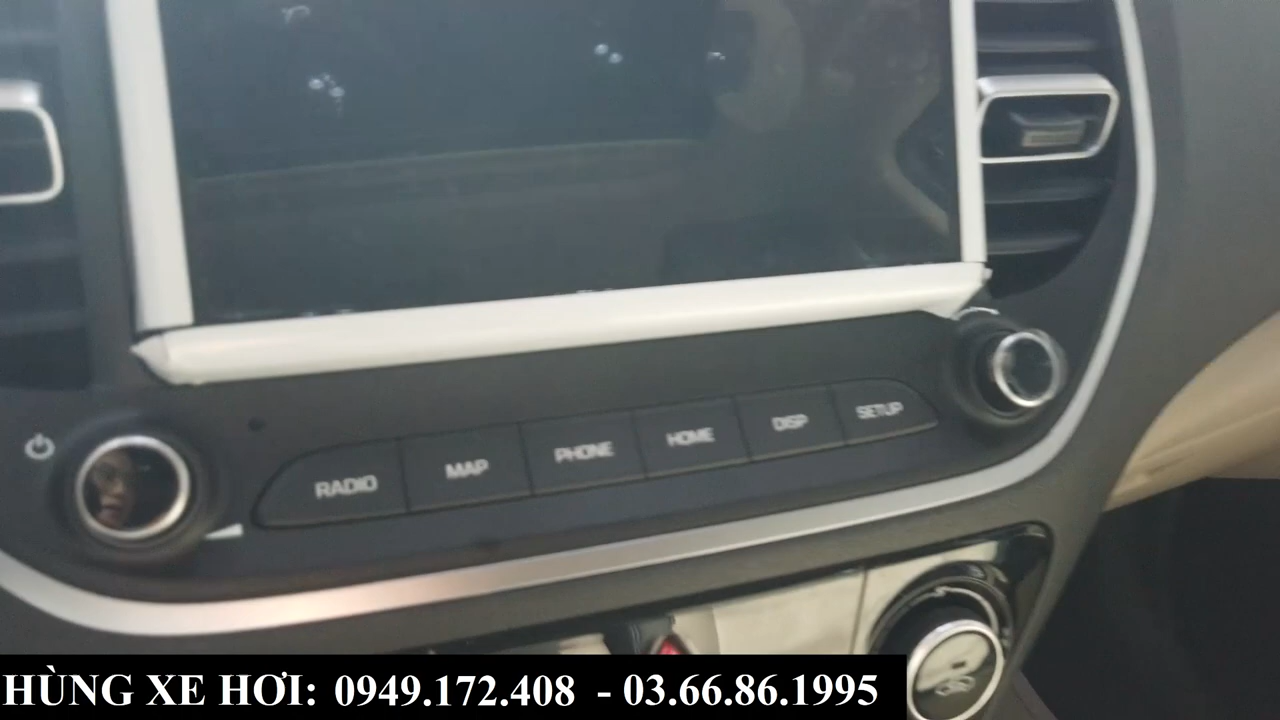 RADIO MAP PHONE HOME DISP SETUP
HÙNG XE HƠI: 0949.172.408 - 03.66.86.1995